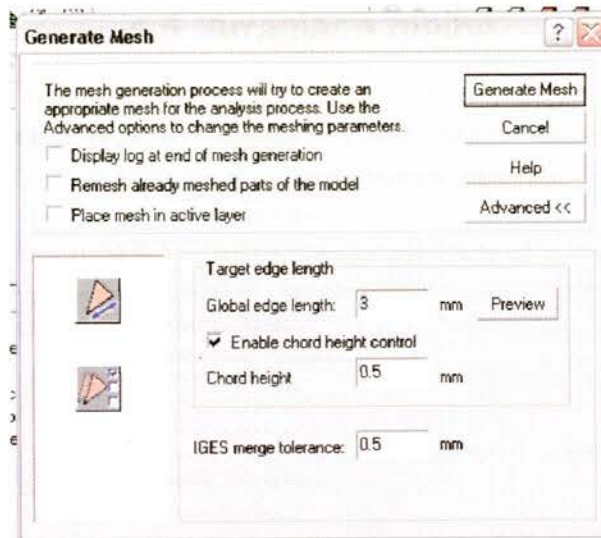 Generate Mesh
The mesh generation process will try to create an
appropriate mesh for the analysis process. Use the
Advanced options to change the meshing parameters.
Display log at end of mesh generation
Remesh already meshed parts of the model
Place mesh in active layer
Generate Mesh
Cancel
Help
Advanced <<
Target edge length
Global edge length: 3 mm Preview
Enable chord height control
Chord height 0.5 mm
IGES merge tolerance: 0.5 mm